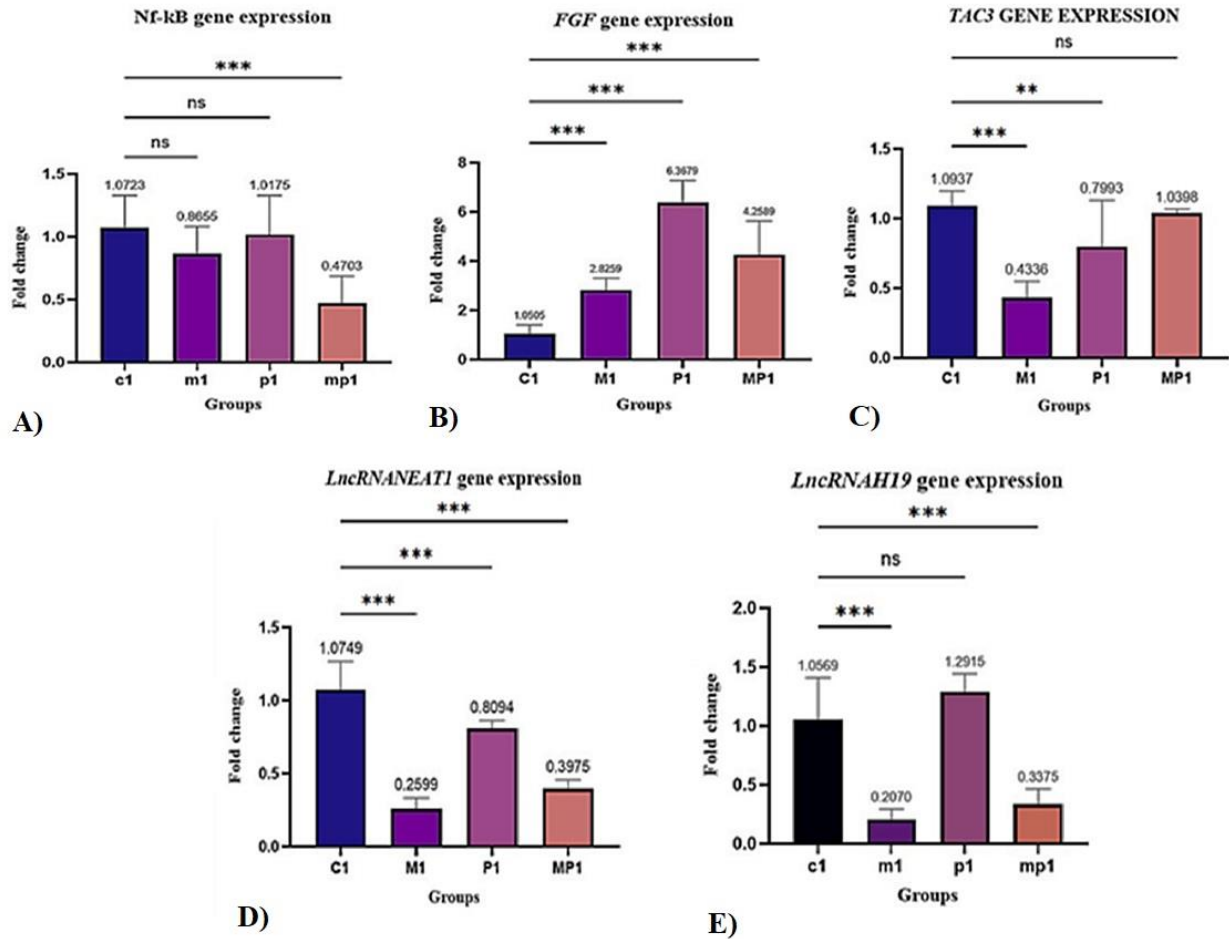 Nf-kB gene expression
***
ns
ns
1.5
1.0
0.5
0.0
Fold change
1.0723
0.8655
1.0175
0.4703
c1 m1 p1 mp1
Groups
A)
FGF gene expression
***
***
***
8
6
4
2
0
Fold change
1.0505
2.8259
6.3679
4.2589
C1 M1 P1 MP1
Groups
B)
TAC3 GENE EXPRESSION
ns
**
***
1.5
1.0
0.5
0.0
Fold change
1.0937
0.4336
0.7993
1.0398
C1 M1 P1 MP1
Groups
C)
LncRNANEAT1 gene expression
***
***
***
1.5
1.0
0.5
0.0
Fold change
1.0749
0.2599
0.8094
0.3975
C1 M1 P1 MP1
Groups
D)
LncRNAH19 gene expression
***
ns
***
2.0
1.5
1.0
0.5
0.0
Fold change
1.0569
0.2070
1.2915
0.3375
c1 m1 p1 mp1
Groups
E)